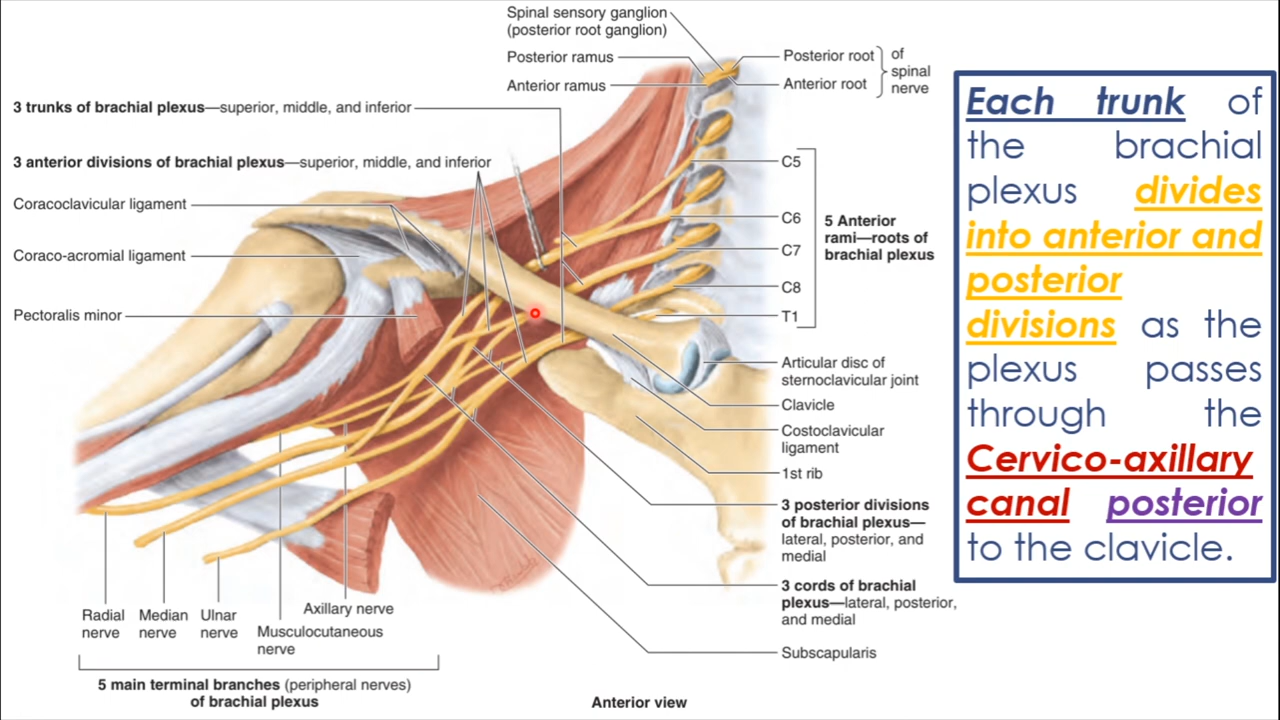 Spinal sensory ganglion
(posterior root ganglion)
Posterior ramus
Anterior ramus
Posterior root
Anterior root
of
spinal
nerve
3 trunks of brachial plexus—superior, middle, and inferior
3 anterior divisions of brachial plexus—superior, middle, and inferior
Coracoclavicular ligament
Coraco-acromial ligament
Pectoralis minor
C5
C6
C7
C8
T1
5 Anterior
rami—roots of
brachial plexus
Articular disc of
sternoclavicular joint
Clavicle
Costoclavicular
ligament
1st rib
3 posterior divisions
of brachial plexus—
lateral, posterior, and
medial
3 cords of brachial
plexus—lateral, posterior,
and medial
Subscapularis
Radial
nerve
Median
nerve
Ulnar
nerve
Musculocutaneous
nerve
Axillary nerve
5 main terminal branches (peripheral nerves)
of brachial plexus
Anterior view
Each trunk of
the brachial
plexus divides
into anterior and
posterior
divisions as the
plexus passes
through the
Cervico-axillary
canal posterior
to the clavicle.